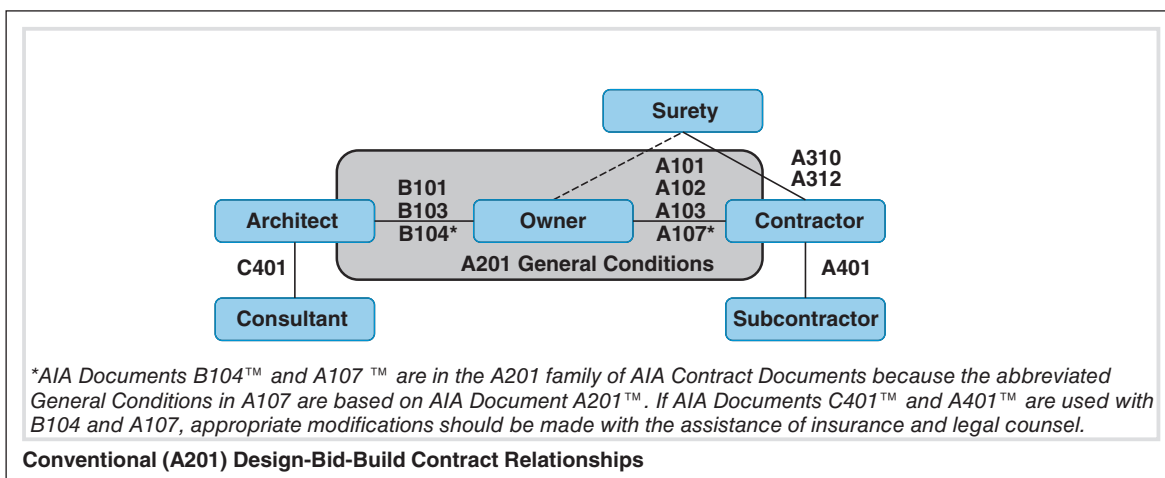 Surety
A310
A312
A101
A102
A103
A107*
B101
B103
B104*
Architect
Owner
Contractor
A201 General Conditions
C401
A401
Consultant
Subcontractor
*AIA Documents B104™ and A107 ™ are in the A201 family of AIA Contract Documents because the abbreviated
General Conditions in A107 are based on AIA Document A201™. If AIA Documents C401™ and A401™ are used with
B104 and A107, appropriate modifications should be made with the assistance of insurance and legal counsel.
Conventional (A201) Design-Bid-Build Contract Relationships